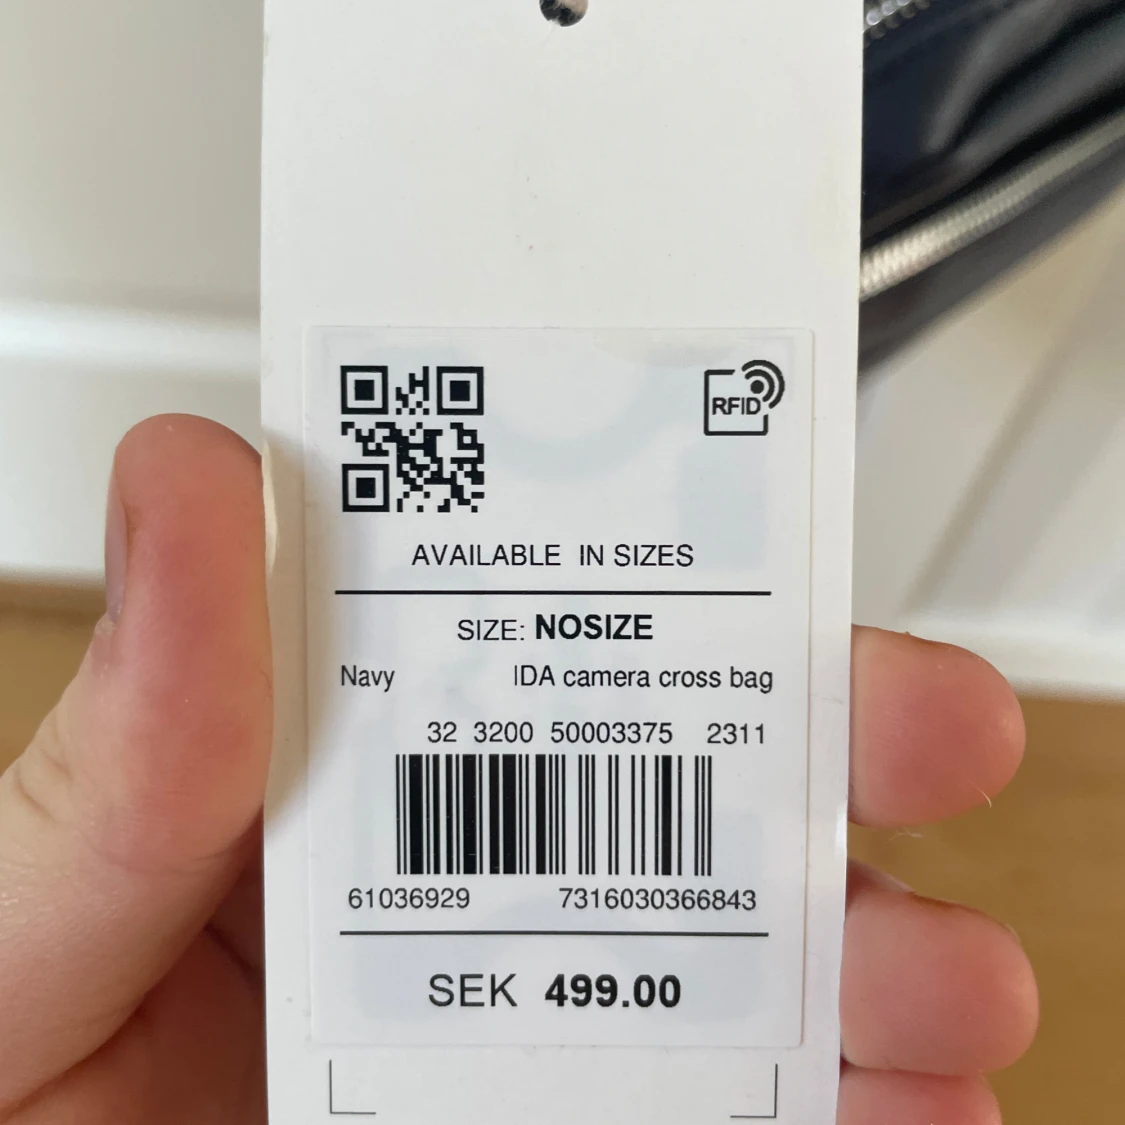 RFID
AVAILABLE IN SIZES
SIZE: NOSIZE
Navy IDA camera cross bag
32 3200 50003375 2311
61036929 7316030366843
SEK 499.00